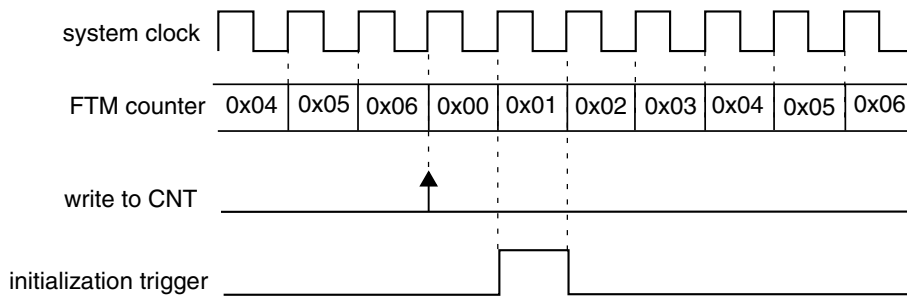 system clock
FTM counter 0x04 0x05 0x06 0x00 0x01 0x02 0x03 0x04 0x05 0x06
write to CNT
initialization trigger